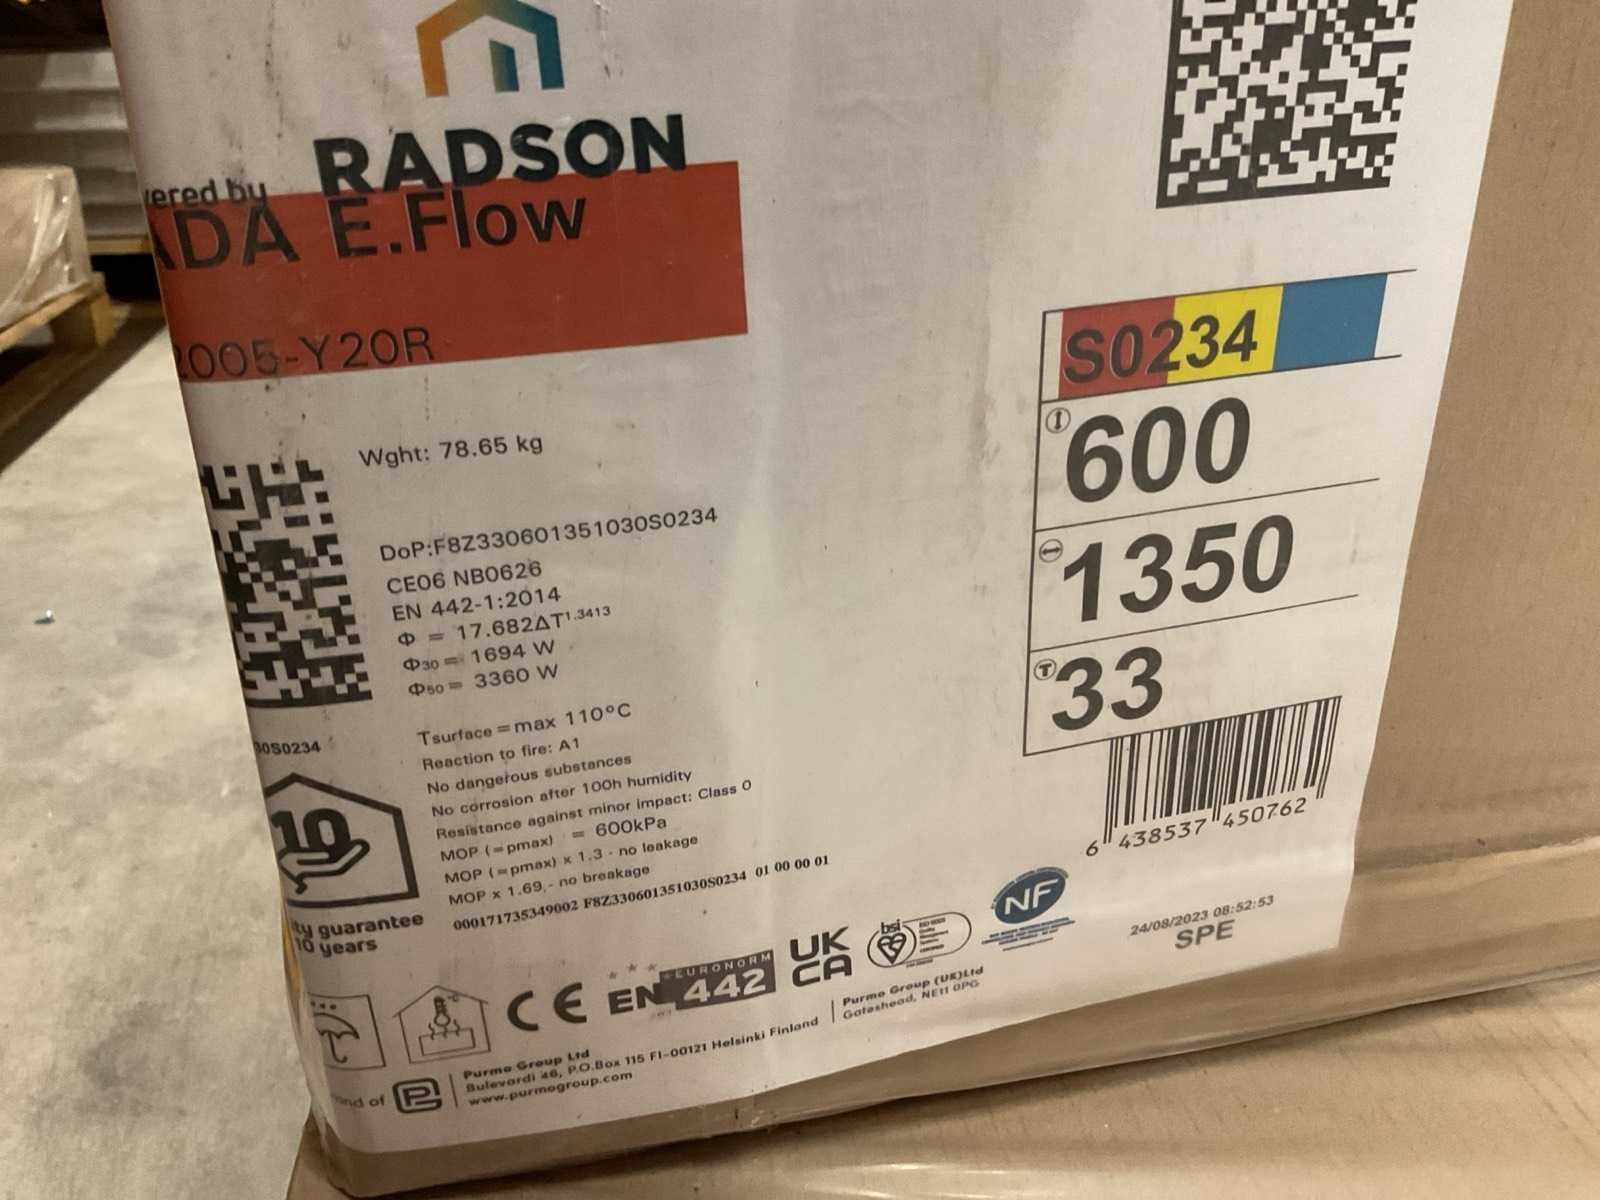 RADSON
ered by
ADA E.Flow
2005-Y20R
Wght: 78.65 kg
S0234
600
1350
33
DoP:F8Z330601351030S0234
CE06 NB0626
EN 442-1:2014
Φ = 17.682ΔT1.3413
Φ30 = 1694 W
Φ50 = 3360 W
30S0234
Tsurface = max 110°C
Reaction to fire: A1
No dangerous substances
No corrosion after 100h humidity
Resistance against minor impact: Class 0
MOP (=pmax) = 600kPa
MOP (=pmax) x 1.3 - no leakage
MOP x 1.69,- no breakage
000171735349002 F8Z330601351030S0234 01 00 00 01
6 438537 450762
10
ty guarantee
10 years
CE
EURONORM
EN 442
UK
CA
bsi
NF
24/08/2023 08:52:53
SPE
and of
Purmo Group Ltd
Bulevardi 46, P.O.Box 115 FI-00121 Helsinki Finland
www.purmogroup.com
Purmo Group (UK)Ltd
Gateshead, NE11 0PG